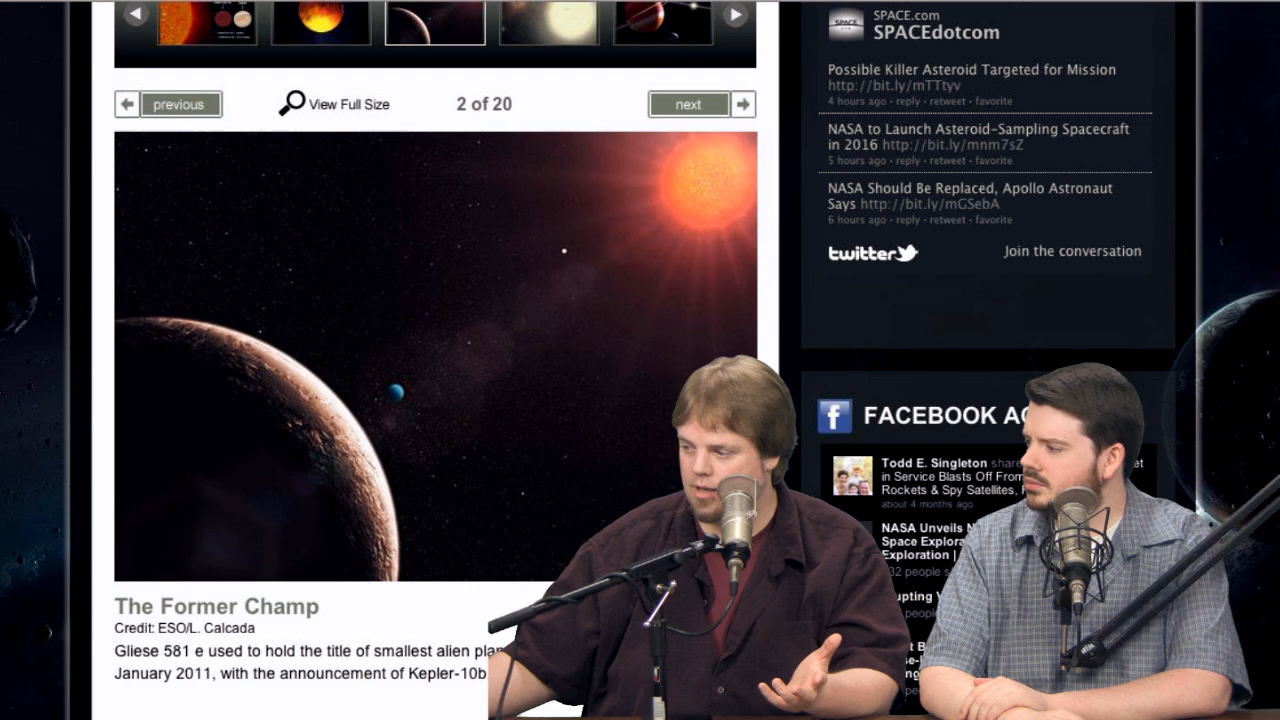 previous
View Full Size
2 of 20
next
The Former Champ
Credit: ESO/L. Calcada
Gliese 581 e used to hold the title of smallest alien
January 2011, with the announcement of Kepler-10b
SPACE.com
SPACEdotcom
Possible Killer Asteroid Targeted for Mission
http://bit.ly/mTTtyv
4 hours ago · reply · retweet · favorite
NASA to Launch Asteroid-Sampling Spacecraft
in 2016 http://bit.ly/mnm7sZ
5 hours ago · reply · retweet · favorite
NASA Should Be Replaced, Apollo Astronaut
Says http://bit.ly/mGSebA
6 hours ago · reply · retweet · favorite
twitter
Join the conversation
f FACEBOOK
Todd E. Singleton
in Service Blasts Off From
Rockets & Spy Satellites,
about 4 months ago
NASA Unveils
Space
Exploration |
32 people